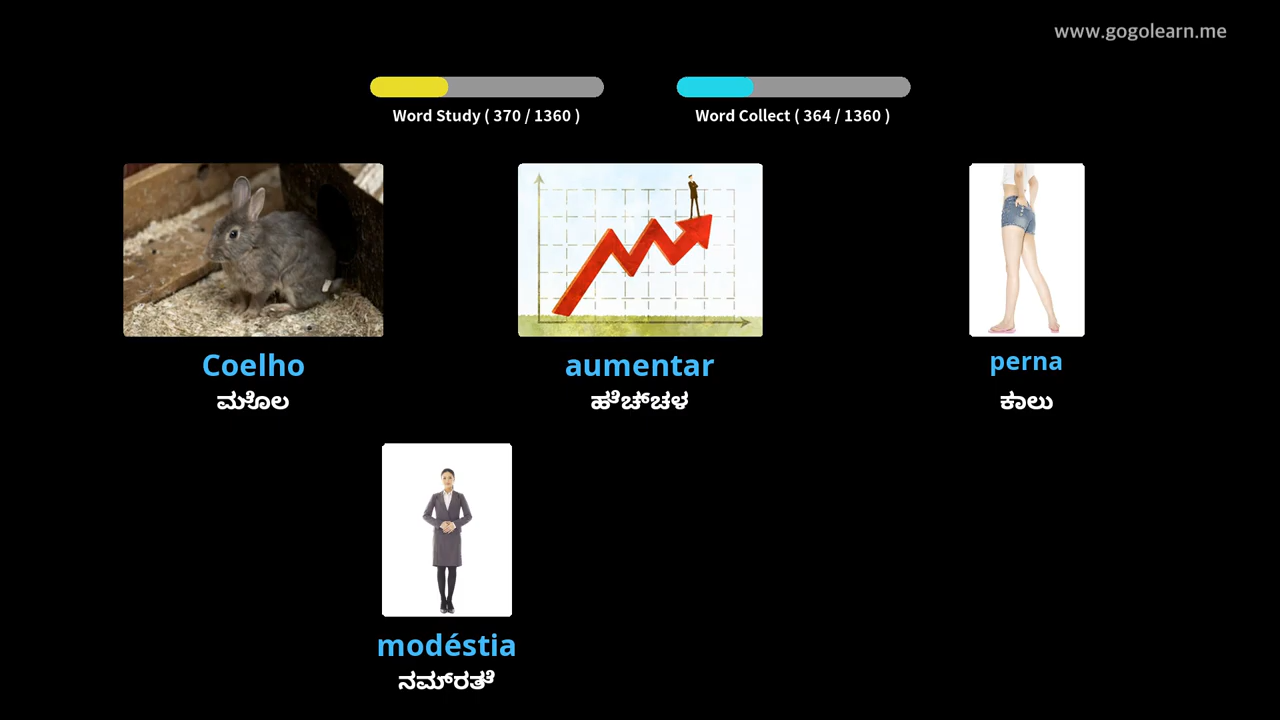 www.gogolearn.me
Word Study ( 370 / 1360 )
Word Collect ( 364 / 1360 )
Coelho
aumentar
perna
ಮೊಲ
ಹೆಚ್ಚಳ
ಕಾಲು
modéstia
ನಮ್ರತೆ